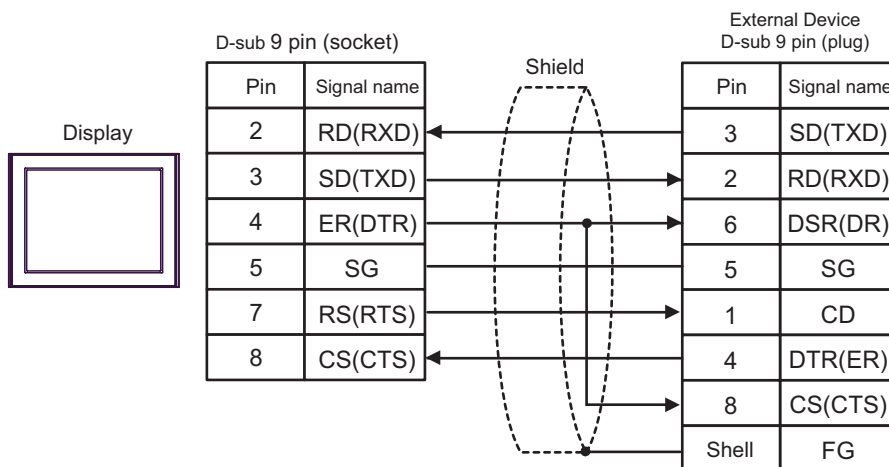 External Device
D-sub 9 pin (socket)
D-sub 9 pin (plug)
Shield
Pin Signal name
Pin Signal name
Display
2 RD(RXD)
3 SD(TXD)
3 SD(TXD)
2 RD(RXD)
4 ER(DTR)
6 DSR(DR)
5 SG
5 SG
7 RS(RTS)
1 CD
8 CS(CTS)
4 DTR(ER)
8 CS(CTS)
Shell FG